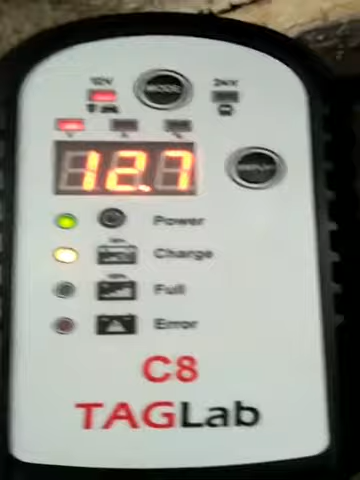 12V MODE 24V
V A %
12.7
Power
Charge
Full
Error
C8
TAGLab